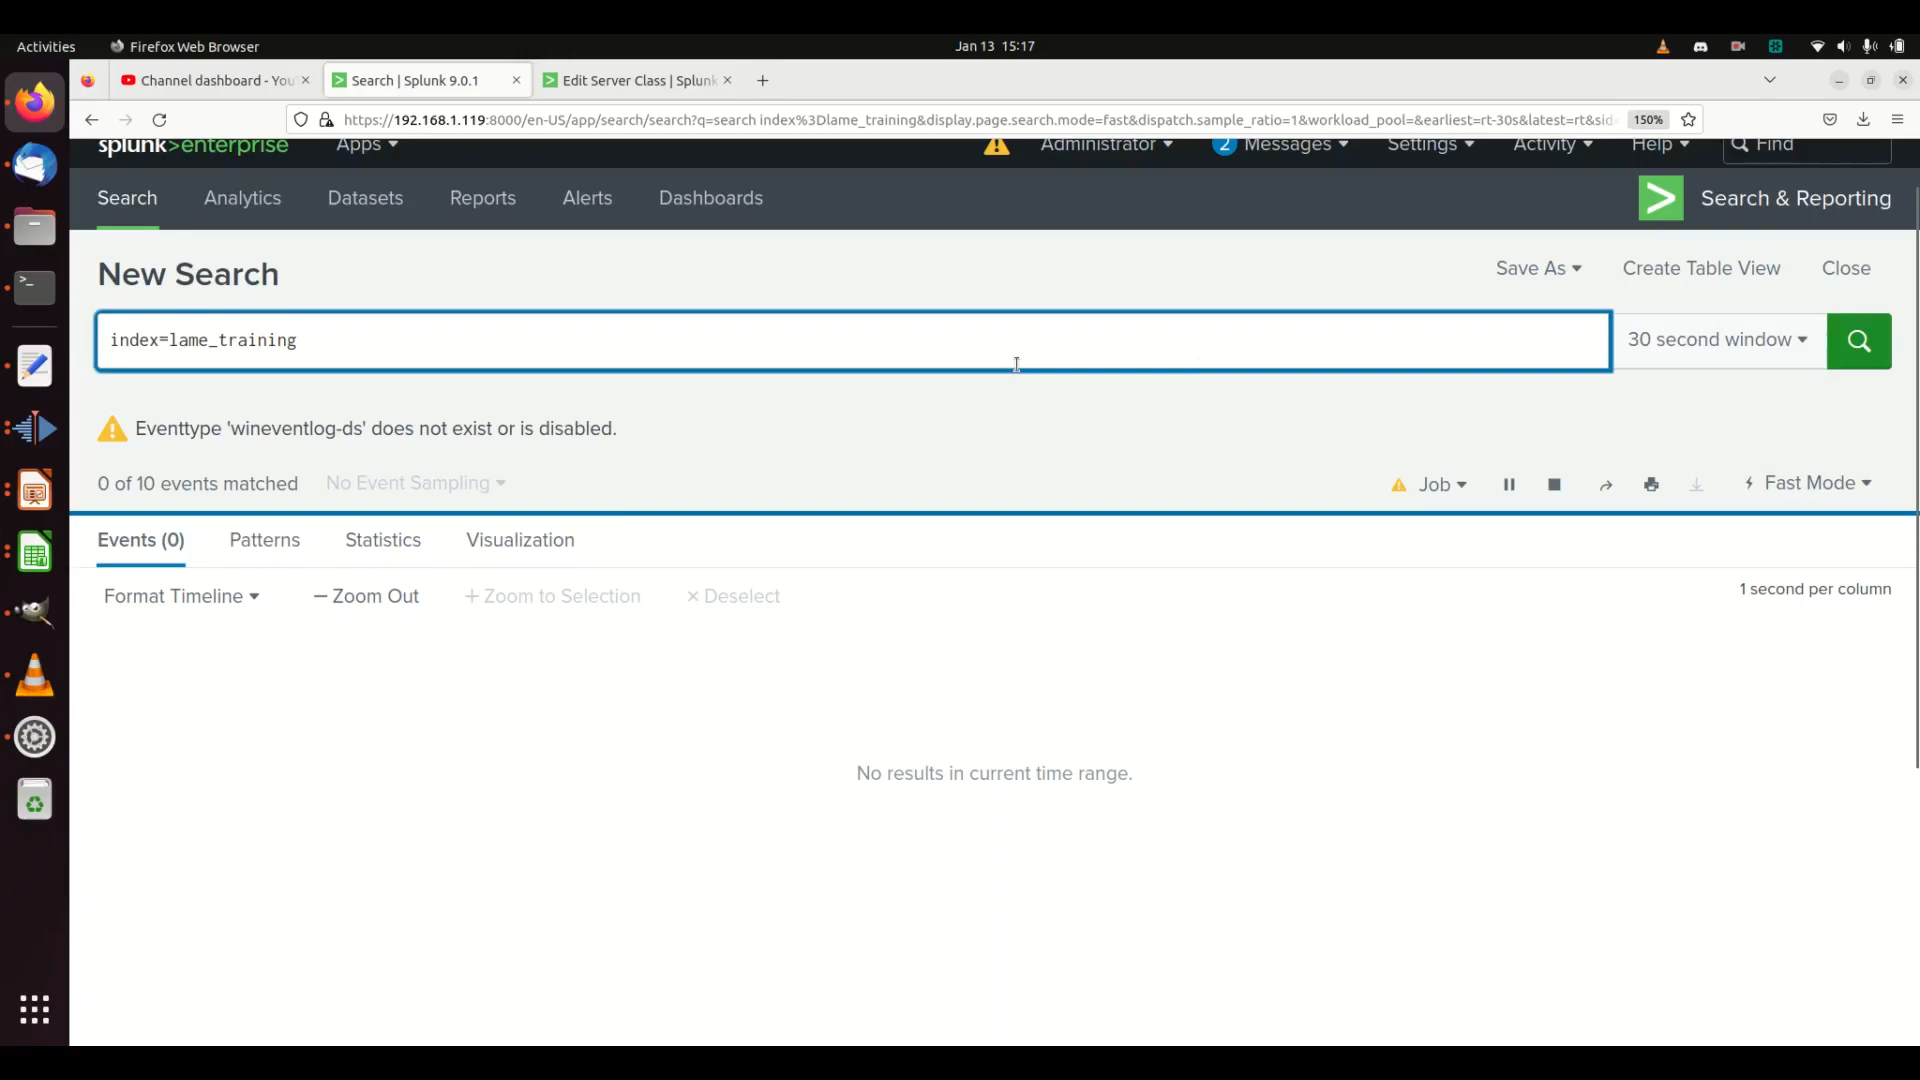 Activities Firefox Web Browser Jan 13 15:17
Channel dashboard - You Search | Splunk 9.0.1 Edit Server Class | Splunk
https://192.168.1.119:8000/en-US/app/search/search?q=search index%3Dlame_training&display.page.search.mode=fast&dispatch.sample_ratio=1&workload_pool=&earliest=rt-30s&latest=rt&sid 150%
splunk>enterprise Apps Administrator 2 Messages Settings Activity Help Find
Search Analytics Datasets Reports Alerts Dashboards Search & Reporting
New Search Save As Create Table View Close
index=lame_training 30 second window
Eventtype 'wineventlog-ds' does not exist or is disabled.
0 of 10 events matched No Event Sampling Job Fast Mode
Events (0) Patterns Statistics Visualization
Format Timeline — Zoom Out + Zoom to Selection × Deselect 1 second per column
No results in current time range.